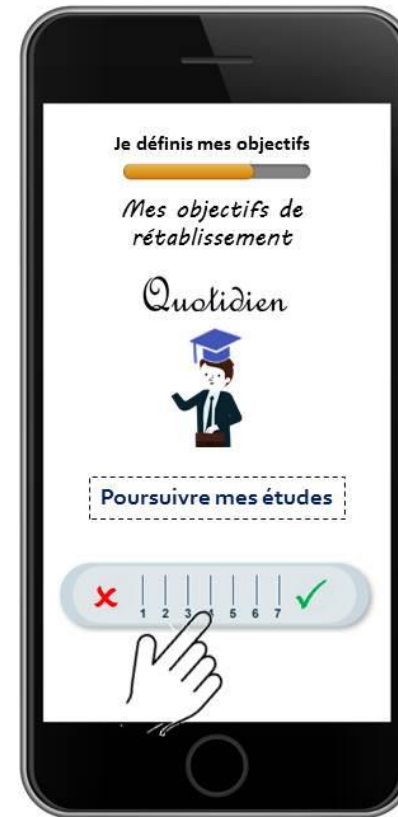 Je définis mes objectifs
Mes objectifs de
rétablissement
Quotidien
Poursuivre mes études
1 2 3 4 5 6 7